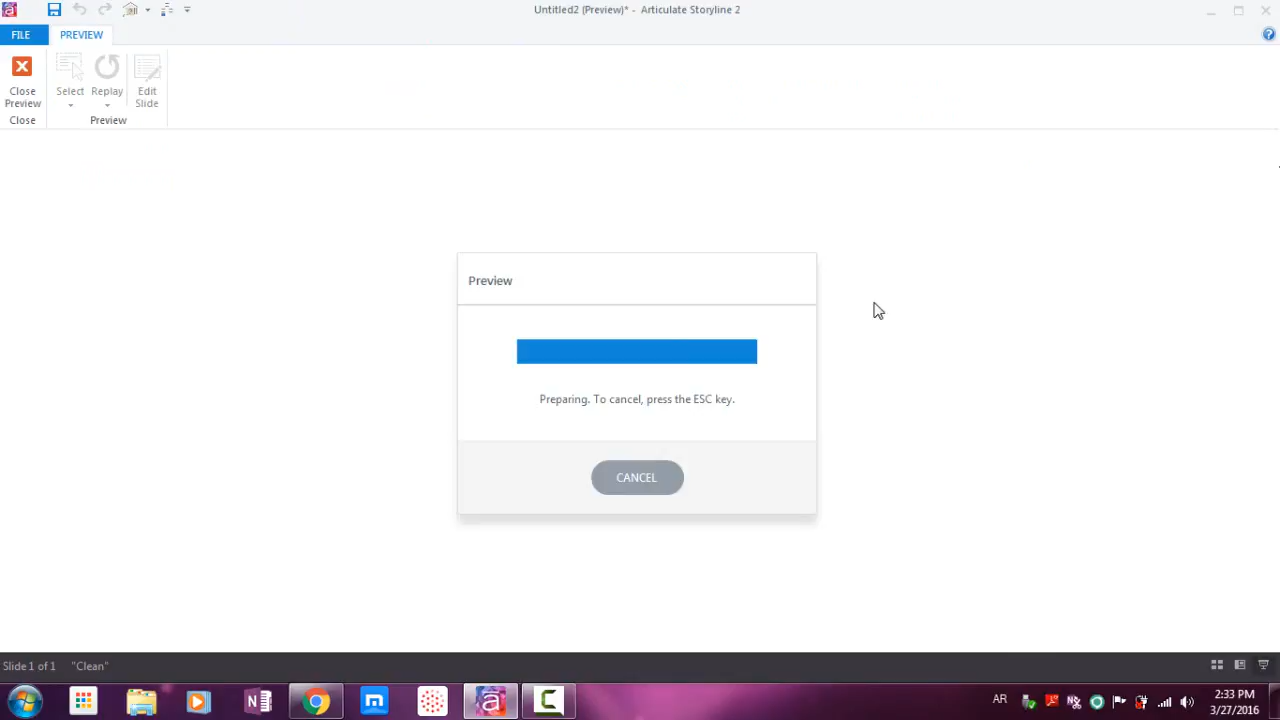 Untitled2 (Preview)* - Articulate Storyline 2
FILE
PREVIEW
Close Preview
Select
Replay
Edit Slide
Close
Preview
Preview
Preparing. To cancel, press the ESC key.
CANCEL
Slide 1 of 1
"Clean"
AR
2:33 PM
3/27/2016